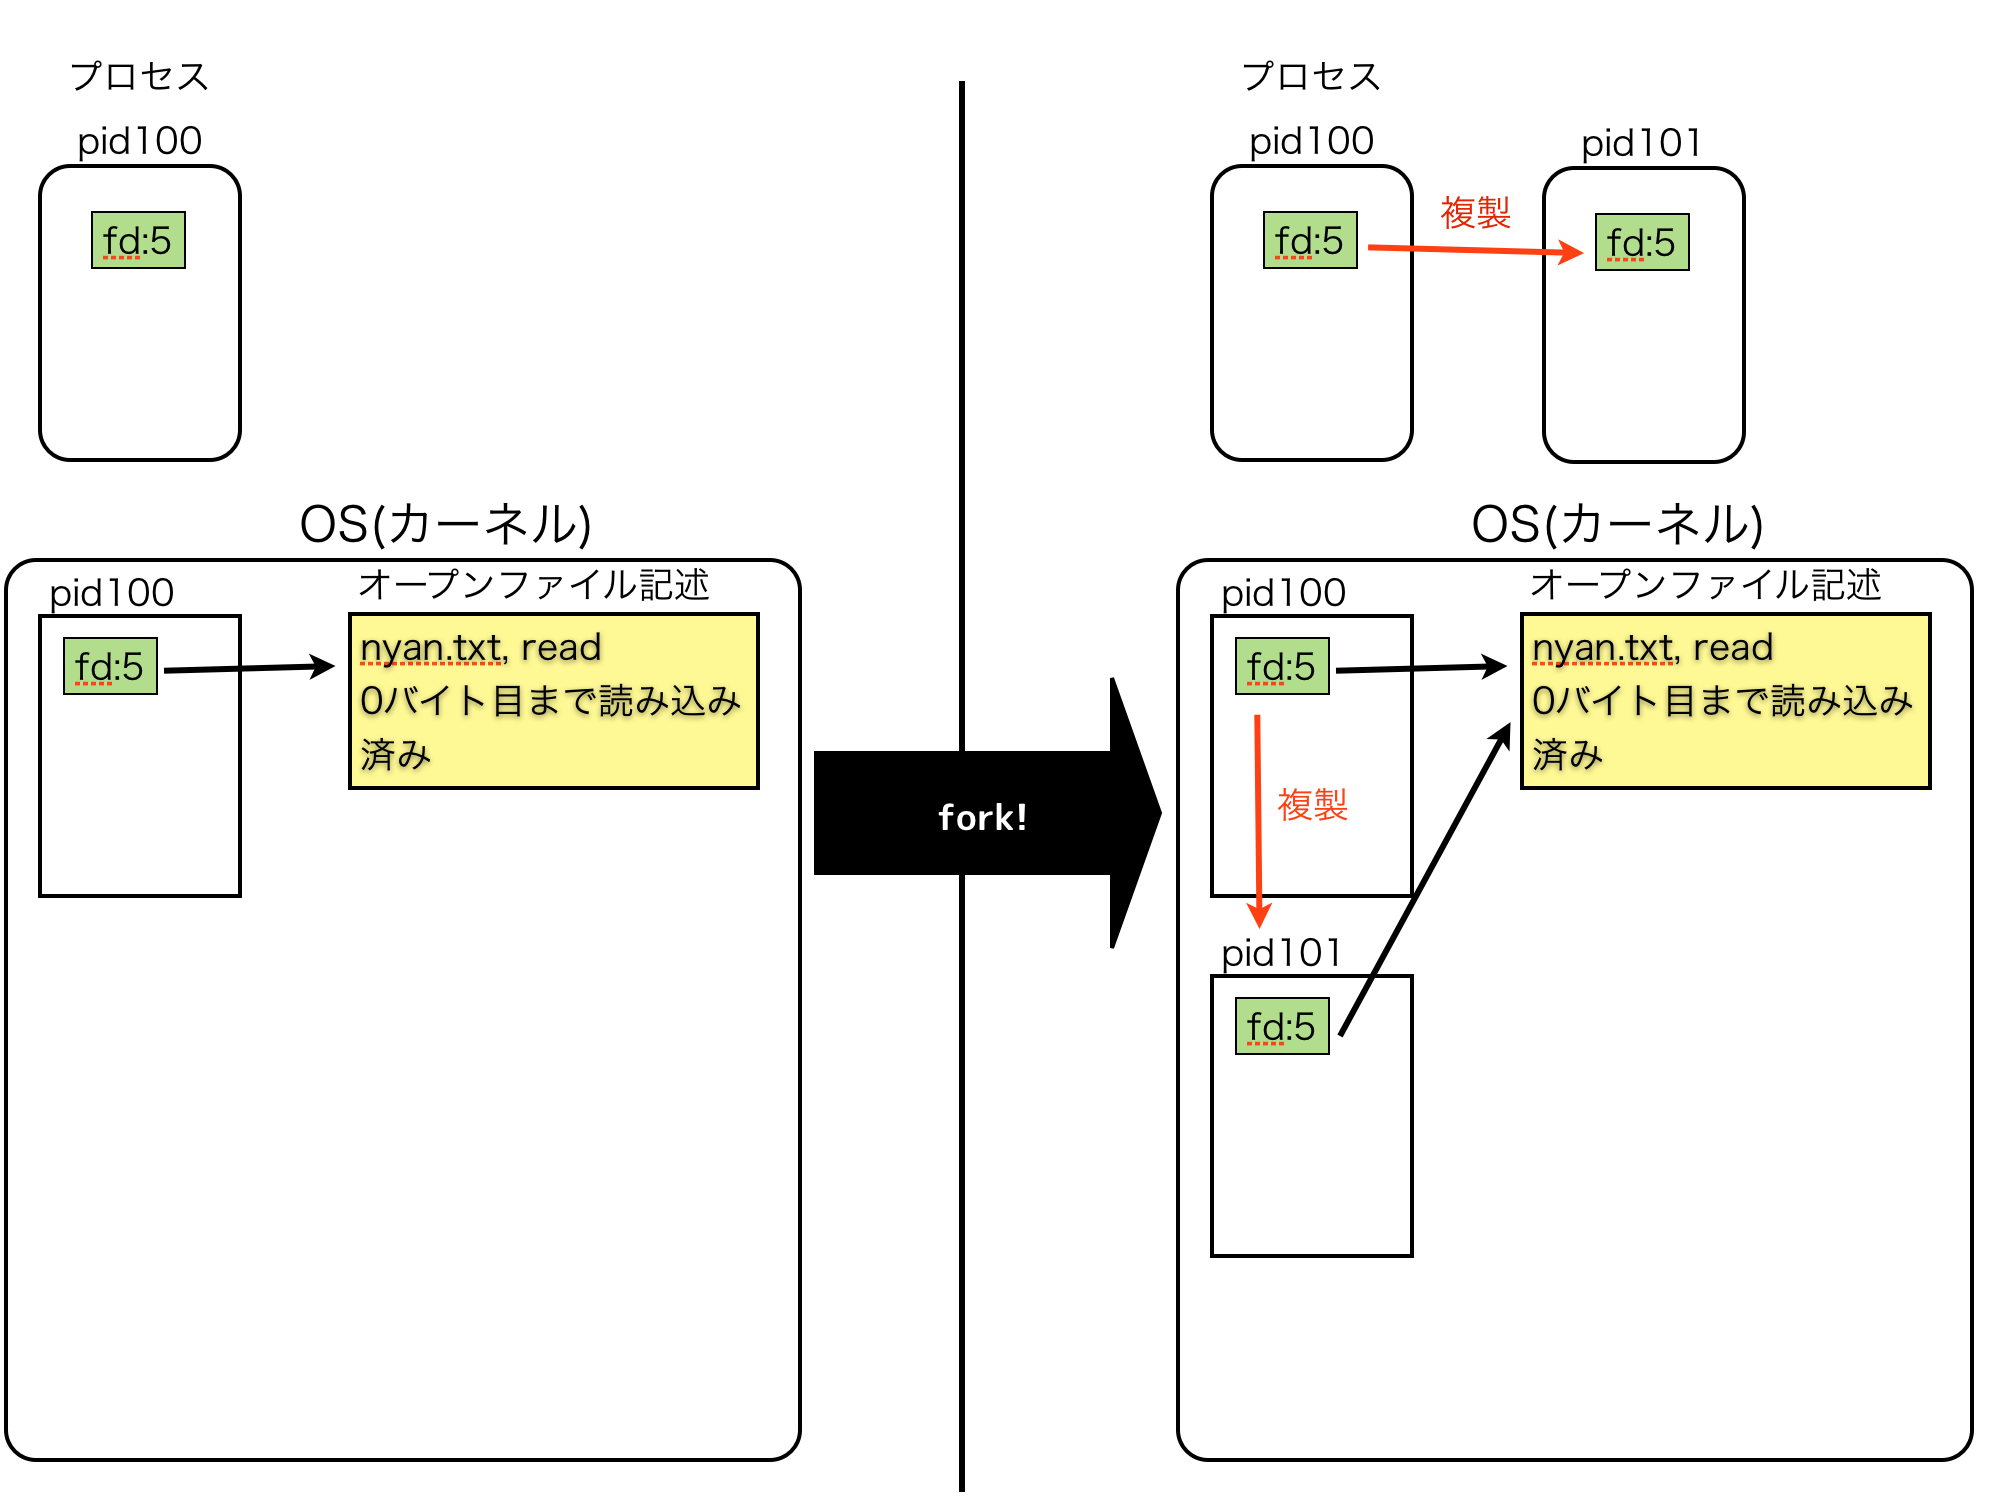 プロセス
pid100
fd:5
OS(カーネル)
pid100
fd:5
オープンファイル記述
nyan.txt, read
0バイト目まで読み込み
済み
fork!
プロセス
pid100
fd:5
複製
pid101
fd:5
OS(カーネル)
pid100
fd:5
複製
pid101
fd:5
オープンファイル記述
nyan.txt, read
0バイト目まで読み込み
済み